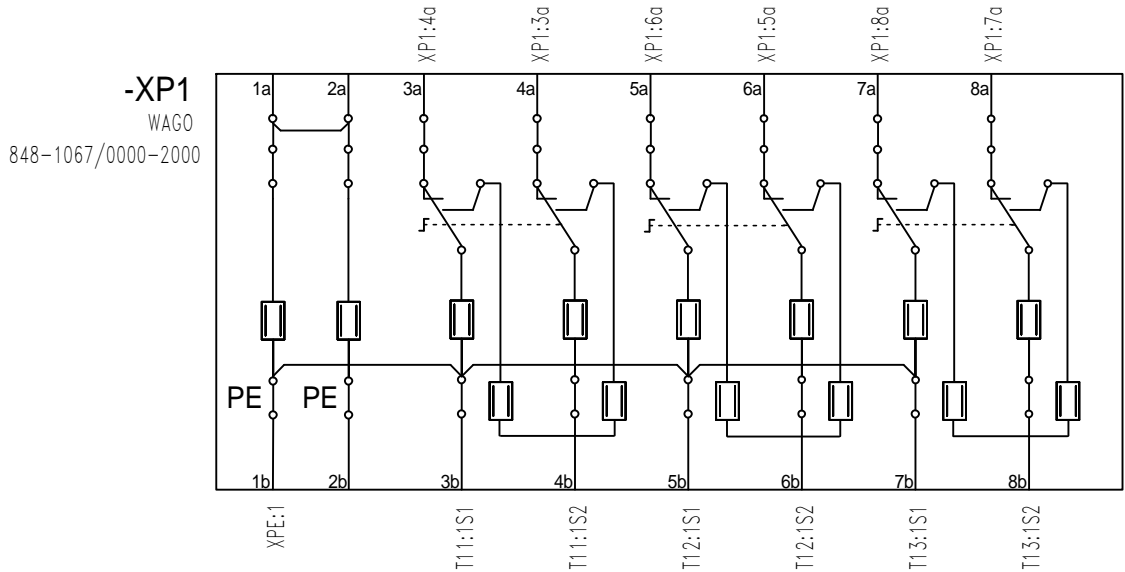 XP1:4a
XP1:3a
XP1:6a
XP1:5a
XP1:8a
XP1:7a
-XP1
WAGO
848-1067/0000-2000
1a
2a
3a
4a
5a
6a
7a
8a
PE
PE
1b
2b
3b
4b
5b
6b
7b
8b
XPE:1
T11:1S1
T11:1S2
T12:1S1
T12:1S2
T13:1S1
T13:1S2